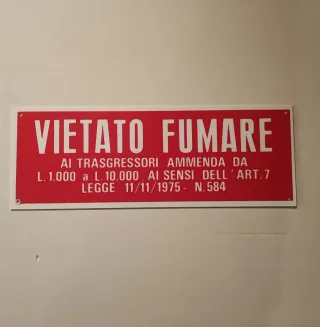 VIETATO FUMARE
AI TRASGRESSORI AMMENDA DA
L.1.000 a L.10.000 AI SENSI DELL'ART.7
LEGGE 11/11/1975 - N.584